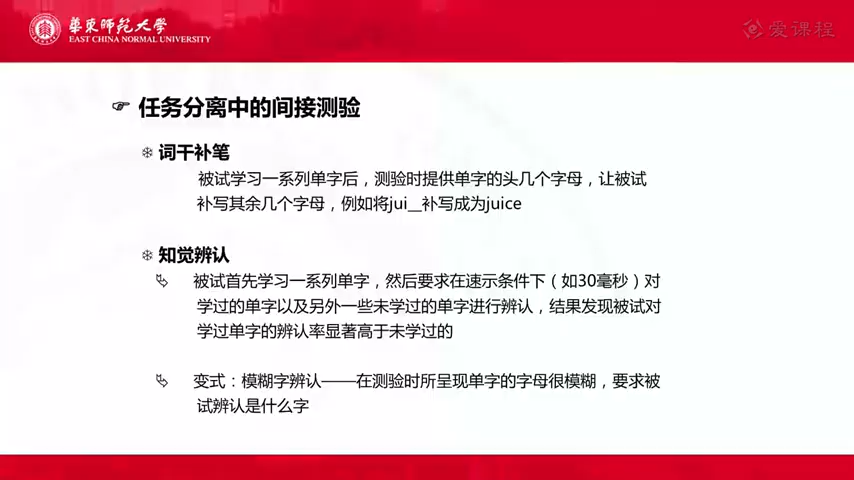 華東師範大學
EAST CHINA NORMAL UNIVERSITY
爱课程
任务分离中的间接测验
词干补笔
被试学习一系列单字后，测验时提供单字的头几个字母，让被试
补写其余几个字母，例如将jui__补写成为juice
知觉辨认
被试首先学习一系列单字，然后要求在速示条件下（如30毫秒）对
学过的单字以及另外一些未学过的单字进行辨认，结果发现被试对
学过单字的辨认率显著高于未学过的
变式：模糊字辨认——在测验时所呈现单字的字母很模糊，要求被
试辨认是什么字